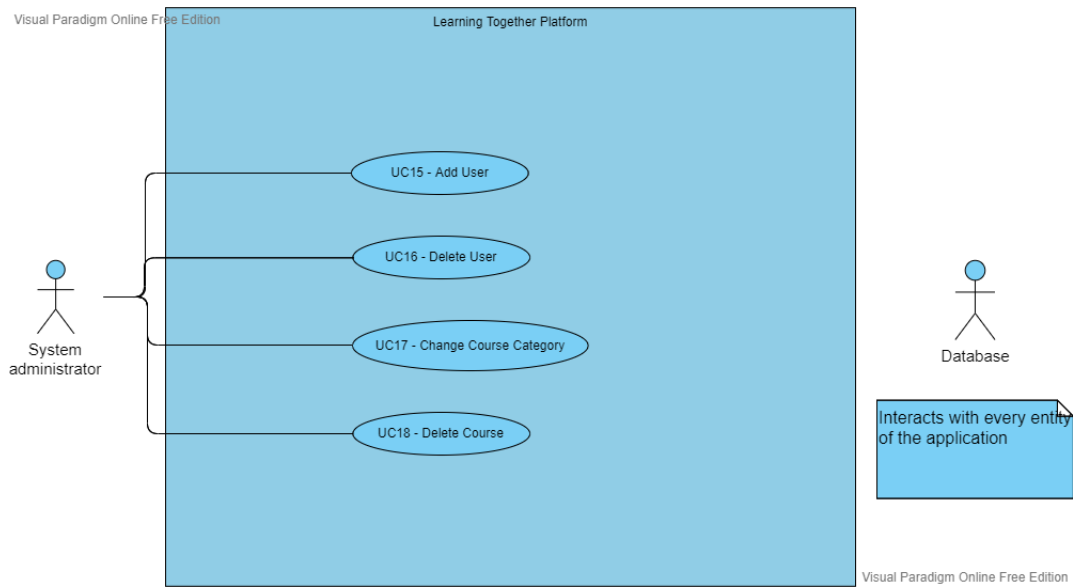 Visual Paradigm Online Free Edition
Learning Together Platform
UC15 - Add User
UC16 - Delete User
UC17 - Change Course Category
UC18 - Delete Course
System
administrator
Database
Interacts with every entity
of the application
Visual Paradigm Online Free Edition